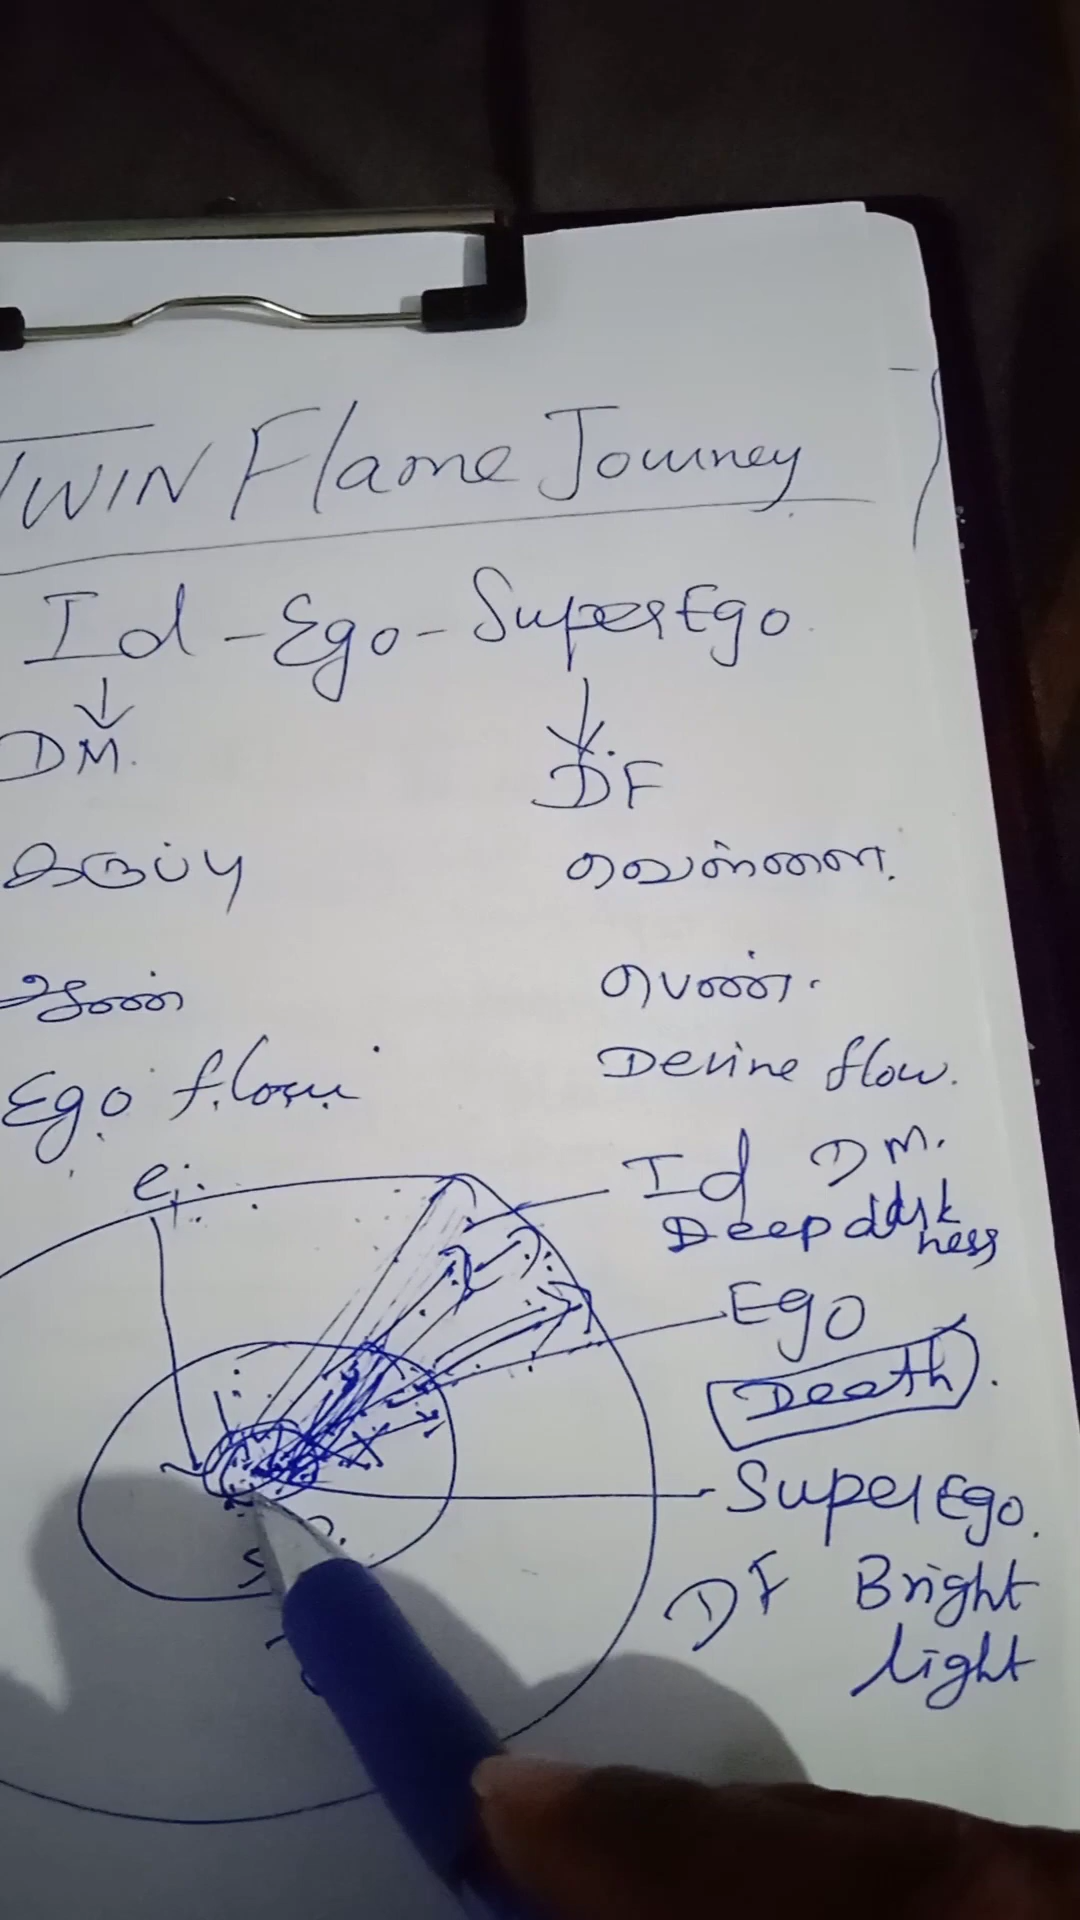 TWIN Flame Journey
Id - Ego - SuperEgo
DM. DF
கருப்பு வெள்ளை.
ஆண் பெண்.
Ego flow Devine flow.
e
Id DM.
Deep darkness
Ego
Death.
SuperEgo.
DF Bright
light